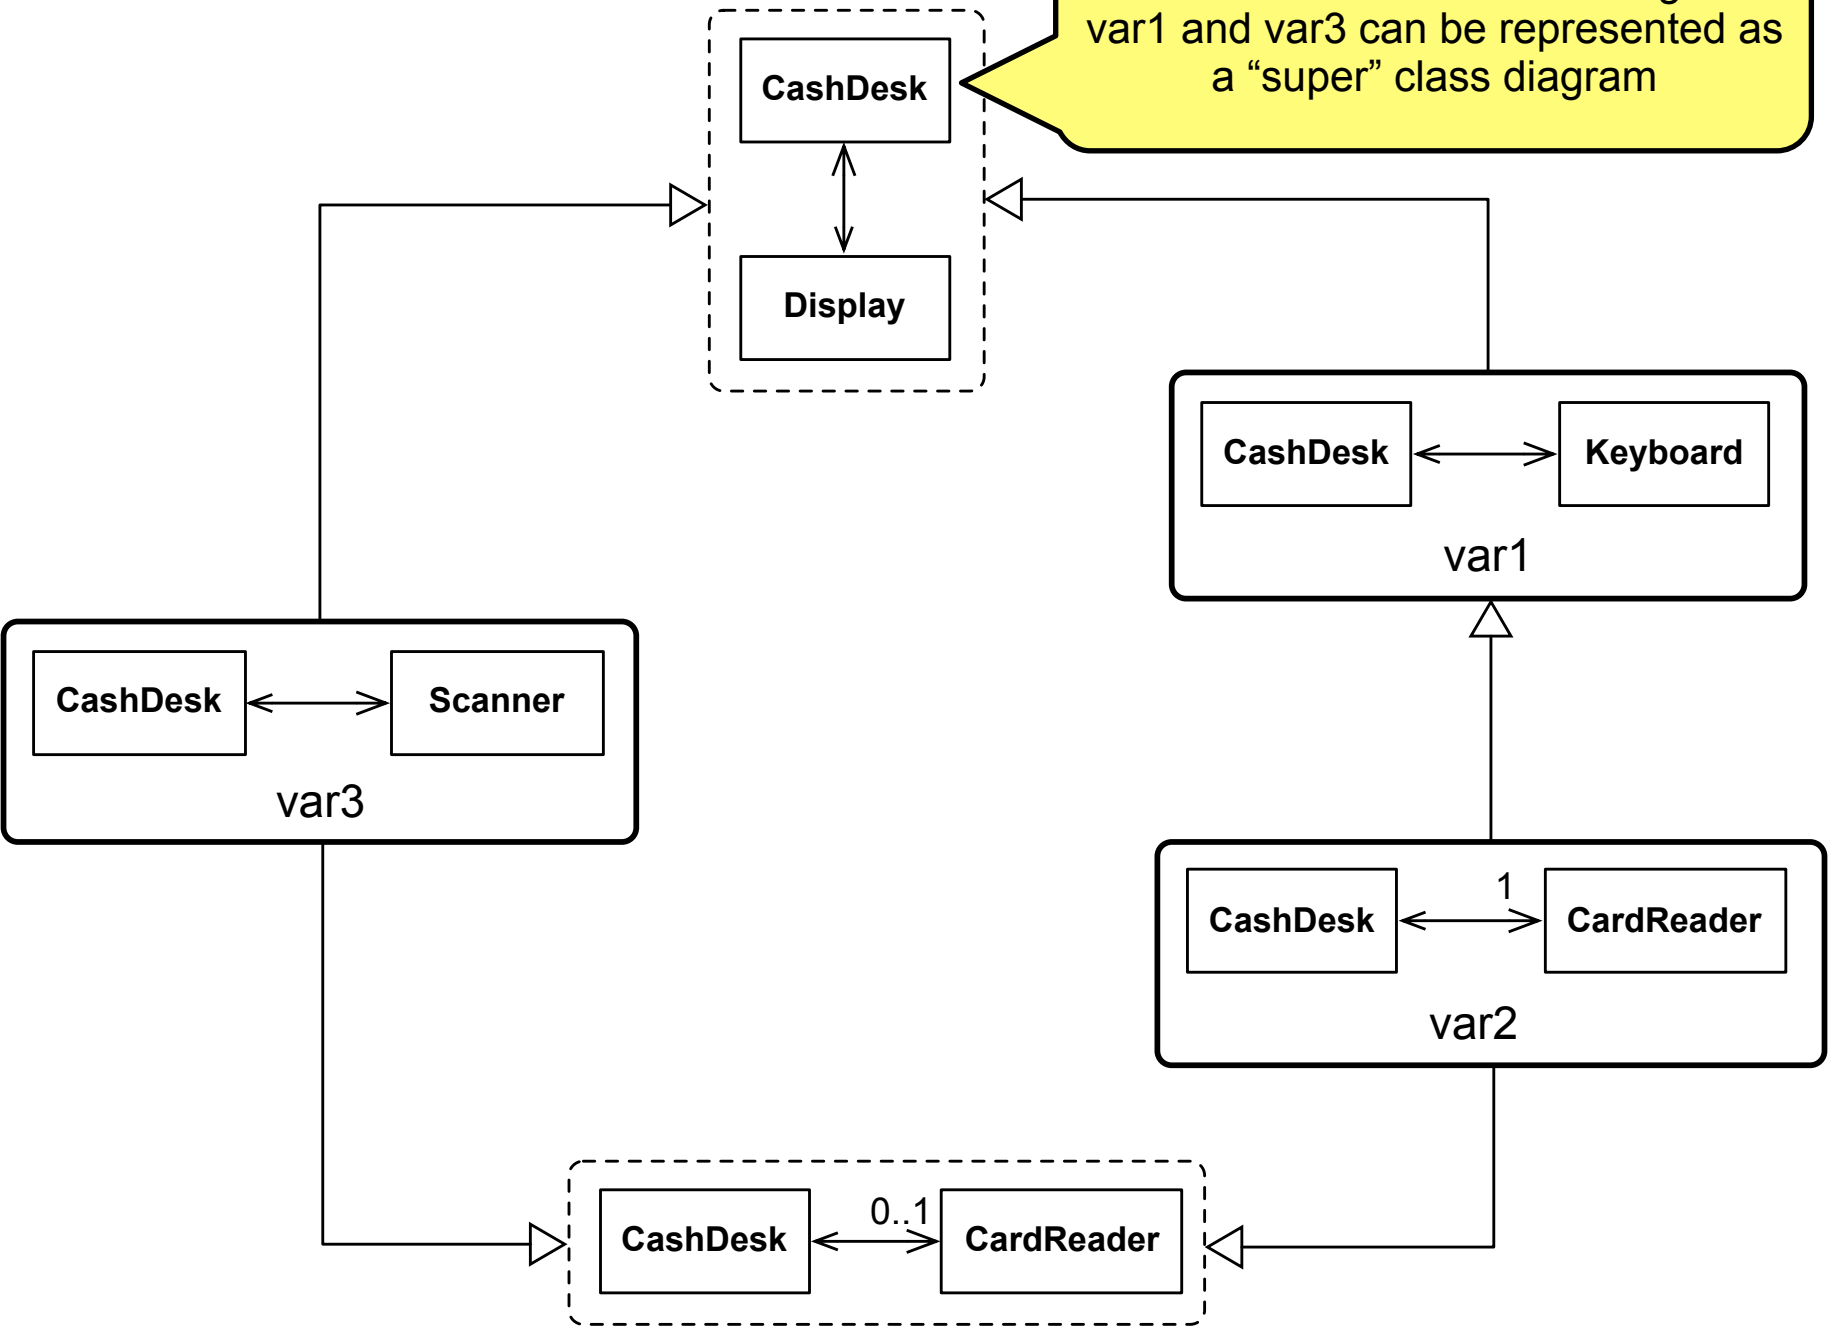 var1 and var3 can be represented as
a “super” class diagram
CashDesk
Display
CashDesk
Keyboard
var1
CashDesk
Scanner
var3
1
CashDesk
CardReader
var2
0..1
CashDesk
CardReader